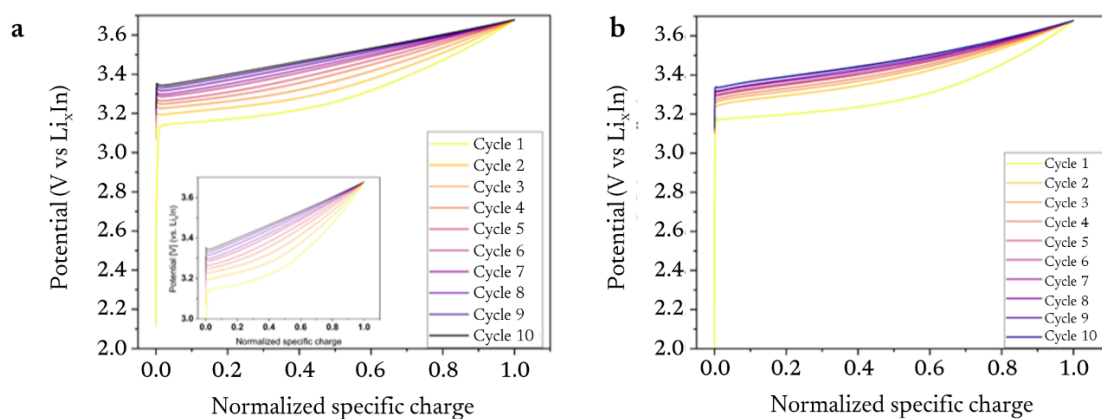 a
Potential (V vs LiₓIn)
3.6
3.4
3.2
3.0
2.8
2.6
2.4
2.2
2.0
0.0 0.2 0.4 0.6 0.8 1.0
Normalized specific charge
Cycle 1
Cycle 2
Cycle 3
Cycle 4
Cycle 5
Cycle 6
Cycle 7
Cycle 8
Cycle 9
Cycle 10
Potential [V] (vs. LiₓIn)
3.6
3.4
3.2
3.0
0.0 0.2 0.4 0.6 0.8 1.0
Normalized specific charge
b
Potential (V vs LiₓIn)
3.6
3.4
3.2
3.0
2.8
2.6
2.4
2.2
2.0
0.0 0.2 0.4 0.6 0.8 1.0
Normalized specific charge
Cycle 1
Cycle 2
Cycle 3
Cycle 4
Cycle 5
Cycle 6
Cycle 7
Cycle 8
Cycle 9
Cycle 10